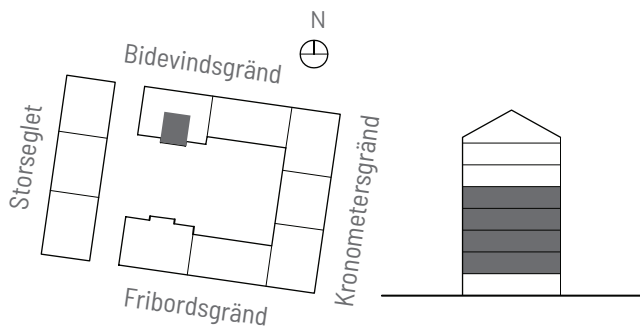 N
Bidevindsgränd
Storseglet
Kronometersgränd
Fribordsgränd